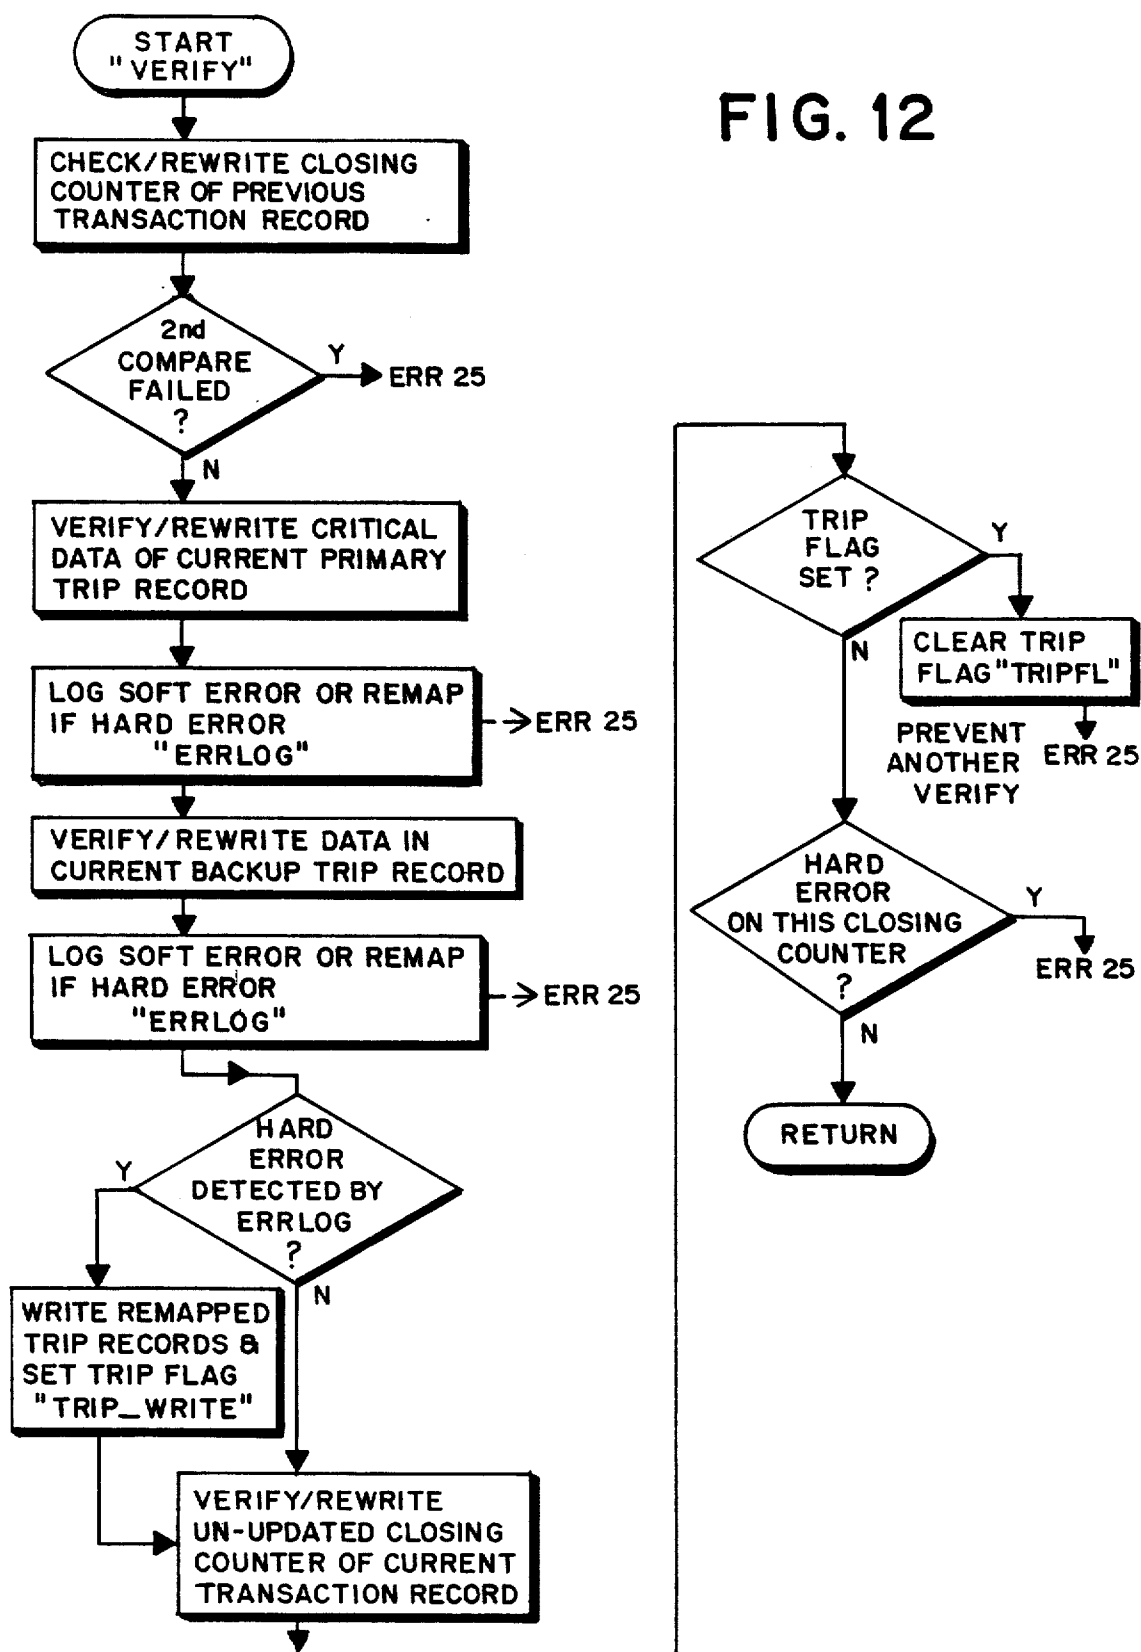 FIG. 12
START
"VERIFY"
CHECK/REWRITE CLOSING
COUNTER OF PREVIOUS
TRANSACTION RECORD
2nd
COMPARE
FAILED
?
Y
ERR 25
N
VERIFY/REWRITE CRITICAL
DATA OF CURRENT PRIMARY
TRIP RECORD
LOG SOFT ERROR OR REMAP
IF HARD ERROR
"ERRLOG"
ERR 25
VERIFY/REWRITE DATA IN
CURRENT BACKUP TRIP RECORD
LOG SOFT ERROR OR REMAP
IF HARD ERROR
"ERRLOG"
ERR 25
HARD
ERROR
DETECTED BY
ERRLOG
?
Y
N
WRITE REMAPPED
TRIP RECORDS &
SET TRIP FLAG
"TRIP_WRITE"
VERIFY/REWRITE
UN-UPDATED CLOSING
COUNTER OF CURRENT
TRANSACTION RECORD
TRIP
FLAG
SET ?
Y
N
CLEAR TRIP
FLAG "TRIPFL"
PREVENT
ANOTHER
VERIFY
ERR 25
HARD
ERROR
ON THIS CLOSING
COUNTER
?
Y
ERR 25
N
RETURN